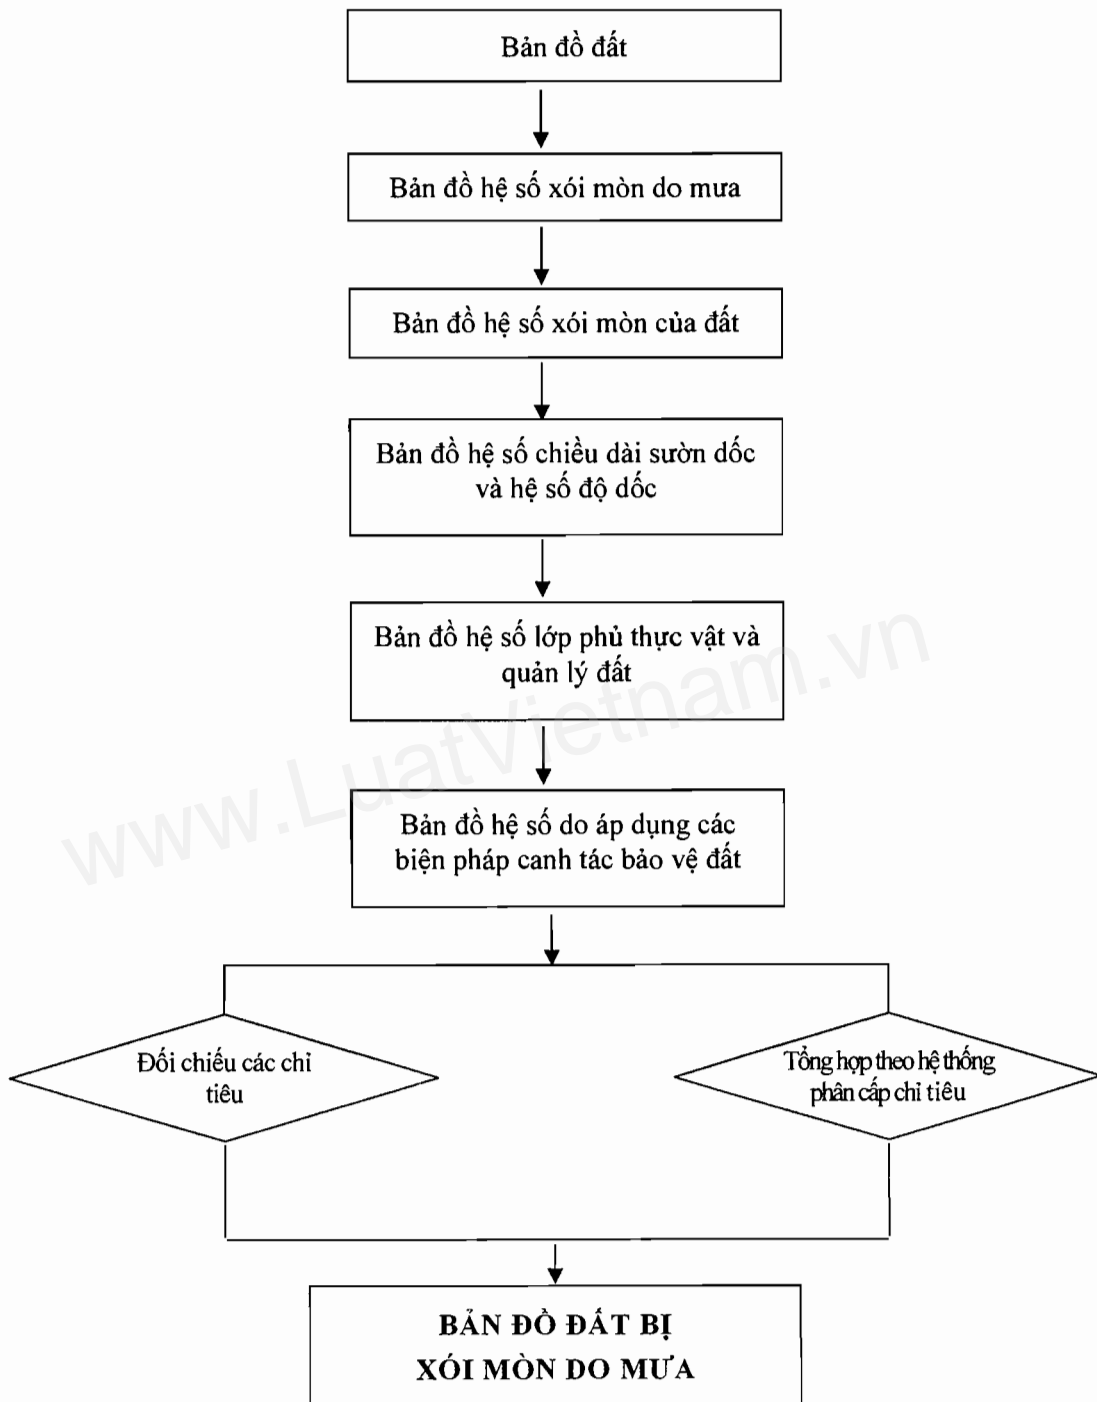 Bản đồ đất
Bản đồ hệ số xói mòn do mưa
Bản đồ hệ số xói mòn của đất
Bản đồ hệ số chiều dài sườn dốc
và hệ số độ dốc
Bản đồ hệ số lớp phủ thực vật và
quản lý đất
Bản đồ hệ số do áp dụng các
biện pháp canh tác bảo vệ đất
www.LuatVietnam.vn
Đối chiếu các chỉ
tiêu
Tổng hợp theo hệ thống
phân cấp chỉ tiêu
BẢN ĐỒ ĐẤT BỊ
XÓI MÒN DO MƯA